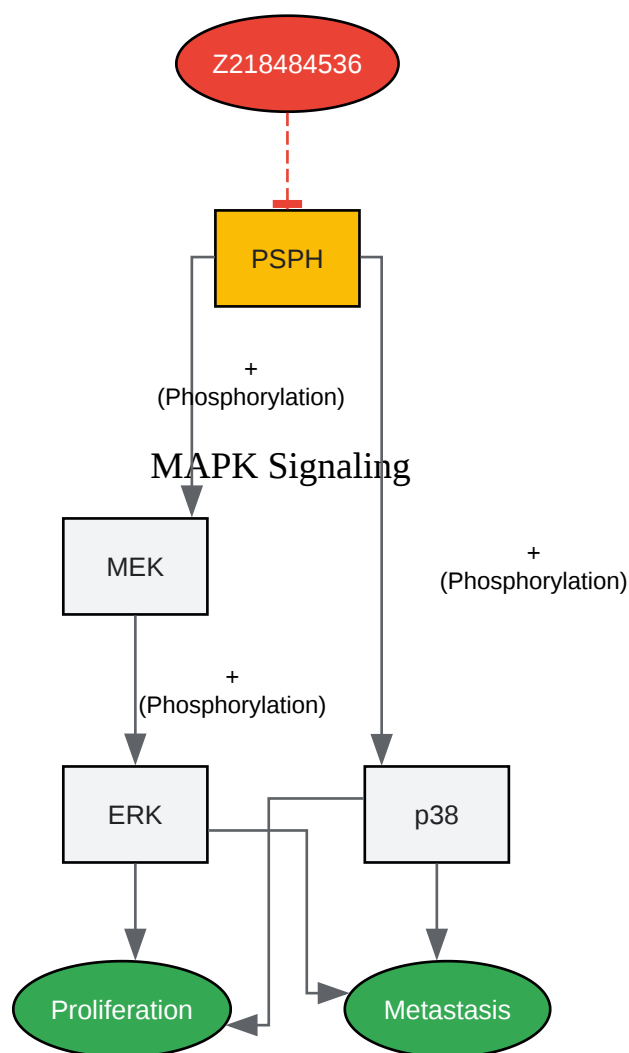 Z218484536
PSPH
+
(Phosphorylation)
MAPK Signaling
MEK
+
(Phosphorylation)
+
(Phosphorylation)
ERK
p38
Proliferation
Metastasis